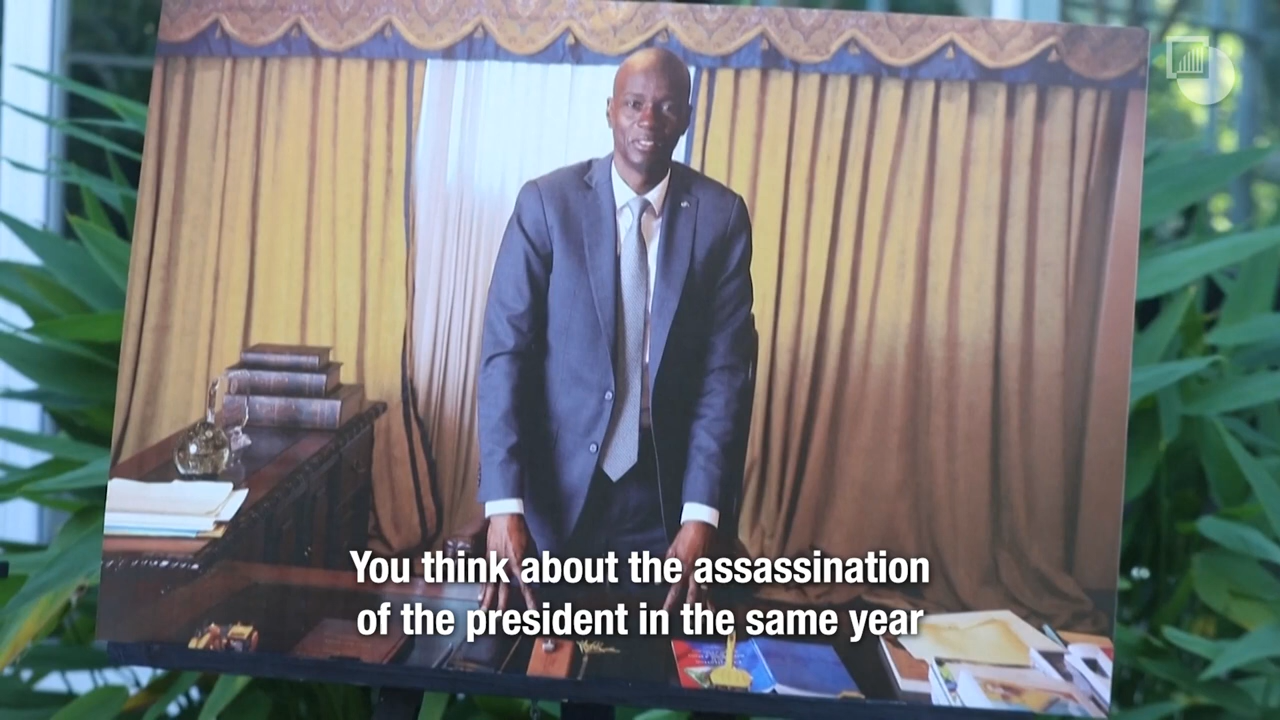 You think about the assassination
of the president in the same year